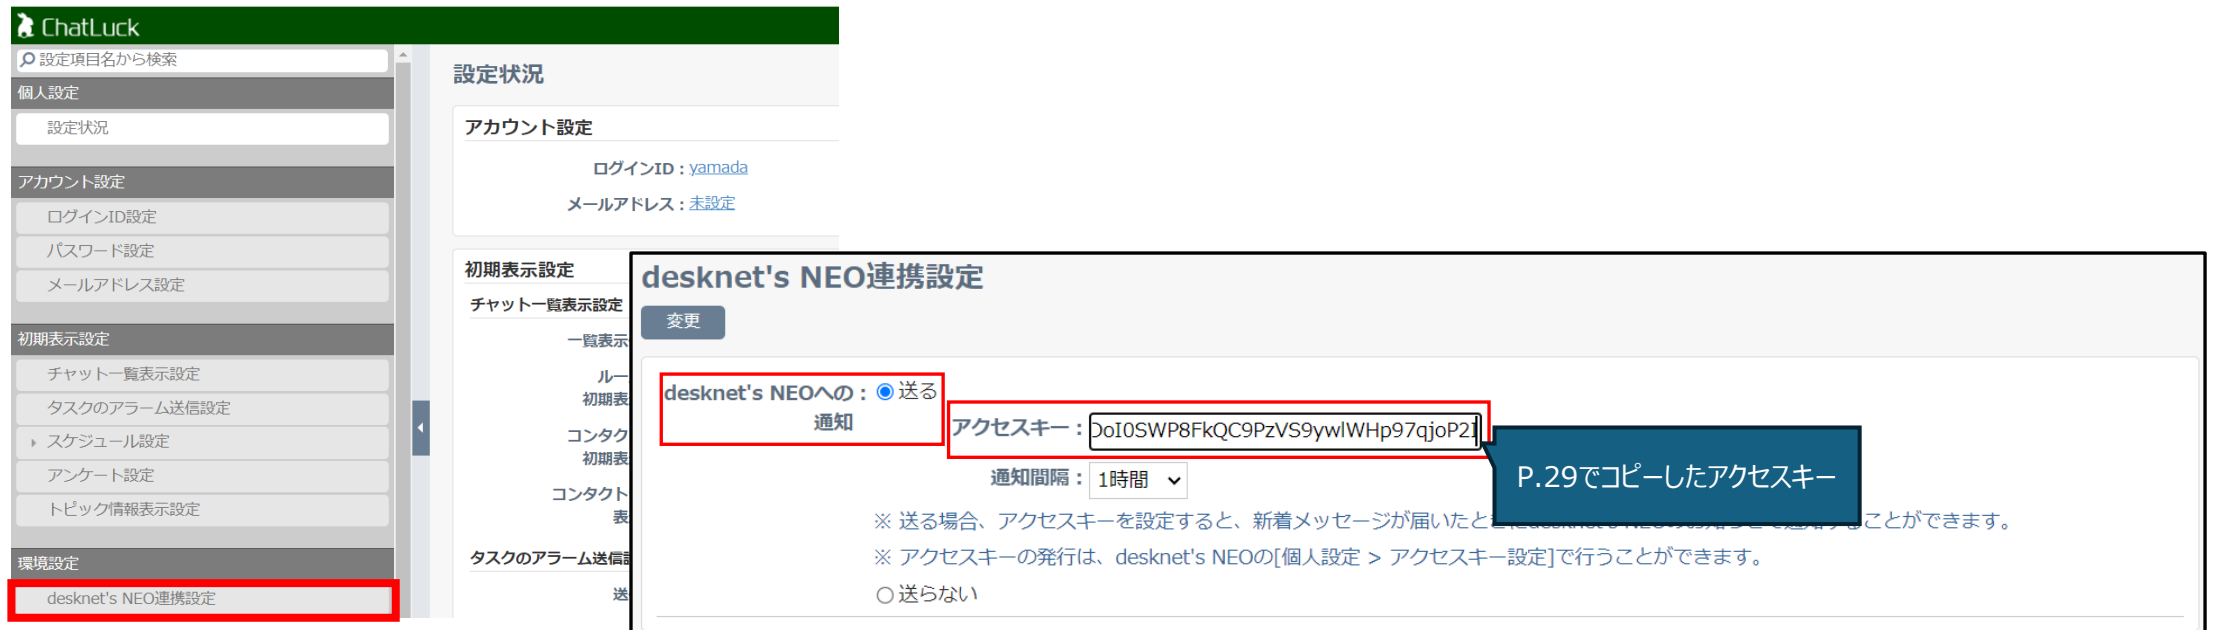 ChatLuck
設定項目名から検索
個人設定
設定状況
アカウント設定
ログインID設定
パスワード設定
メールアドレス設定
初期表示設定
チャット一覧表示設定
タスクのアラーム送信設定
スケジュール設定
アンケート設定
トピック情報表示設定
環境設定
desknet's NEO連携設定
設定状況
アカウント設定
ログインID：yamada
メールアドレス：未設定
初期表示設定
チャット一覧表示設定
一覧表示
ルー
初期表
コンタク
初期表
コンタクト
表
タスクのアラーム送信
送
desknet's NEO連携設定
変更
desknet's NEOへの： 送る
通知
アクセスキー：DoI0SWP8FkQC9PzVS9ywlWHp97qjoP2I
P.29でコピーしたアクセスキー
通知間隔：1時間
※ 送る場合、アクセスキーを設定すると、新着メッセージが届いたと ることができます。
※ アクセスキーの発行は、desknet's NEOの[個人設定 > アクセスキー設定]で行うことができます。
送らない